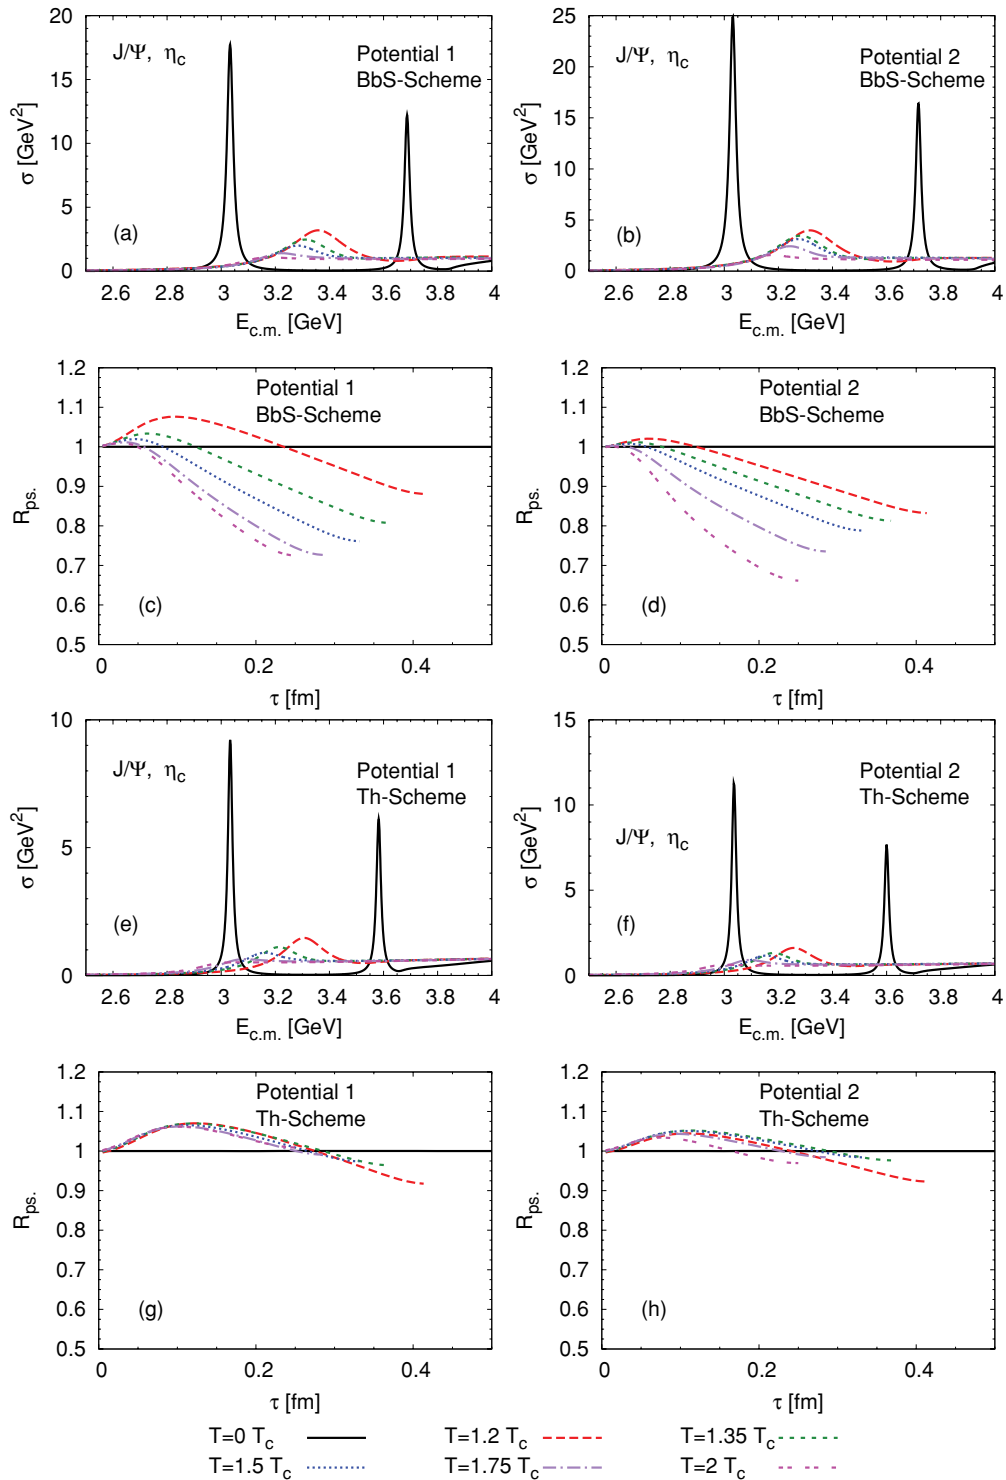 J/Ψ, η_c
Potential 1
BbS-Scheme
σ [GeV²]
20
15
10
5
0
(a)
2.6 2.8 3 3.2 3.4 3.6 3.8 4
E_c.m. [GeV]
J/Ψ, η_c
Potential 2
BbS-Scheme
σ [GeV²]
25
20
15
10
5
0
(b)
2.6 2.8 3 3.2 3.4 3.6 3.8 4
E_c.m. [GeV]
Potential 1
BbS-Scheme
R_ps.
1.2
1.1
1
0.9
0.8
0.7
0.6
0.5
(c)
0 0.2 0.4
τ [fm]
Potential 2
BbS-Scheme
R_ps.
1.2
1.1
1
0.9
0.8
0.7
0.6
0.5
(d)
0 0.2 0.4
τ [fm]
J/Ψ, η_c
Potential 1
Th-Scheme
σ [GeV²]
10
5
0
(e)
2.6 2.8 3 3.2 3.4 3.6 3.8 4
E_c.m. [GeV]
J/Ψ, η_c
Potential 2
Th-Scheme
σ [GeV²]
15
10
5
0
(f)
2.6 2.8 3 3.2 3.4 3.6 3.8 4
E_c.m. [GeV]
Potential 1
Th-Scheme
R_ps.
1.2
1.1
1
0.9
0.8
0.7
0.6
0.5
(g)
0 0.2 0.4
τ [fm]
Potential 2
Th-Scheme
R_ps.
1.2
1.1
1
0.9
0.8
0.7
0.6
0.5
(h)
0 0.2 0.4
τ [fm]
T=0 T_c T=1.2 T_c T=1.35 T_c
T=1.5 T_c T=1.75 T_c T=2 T_c